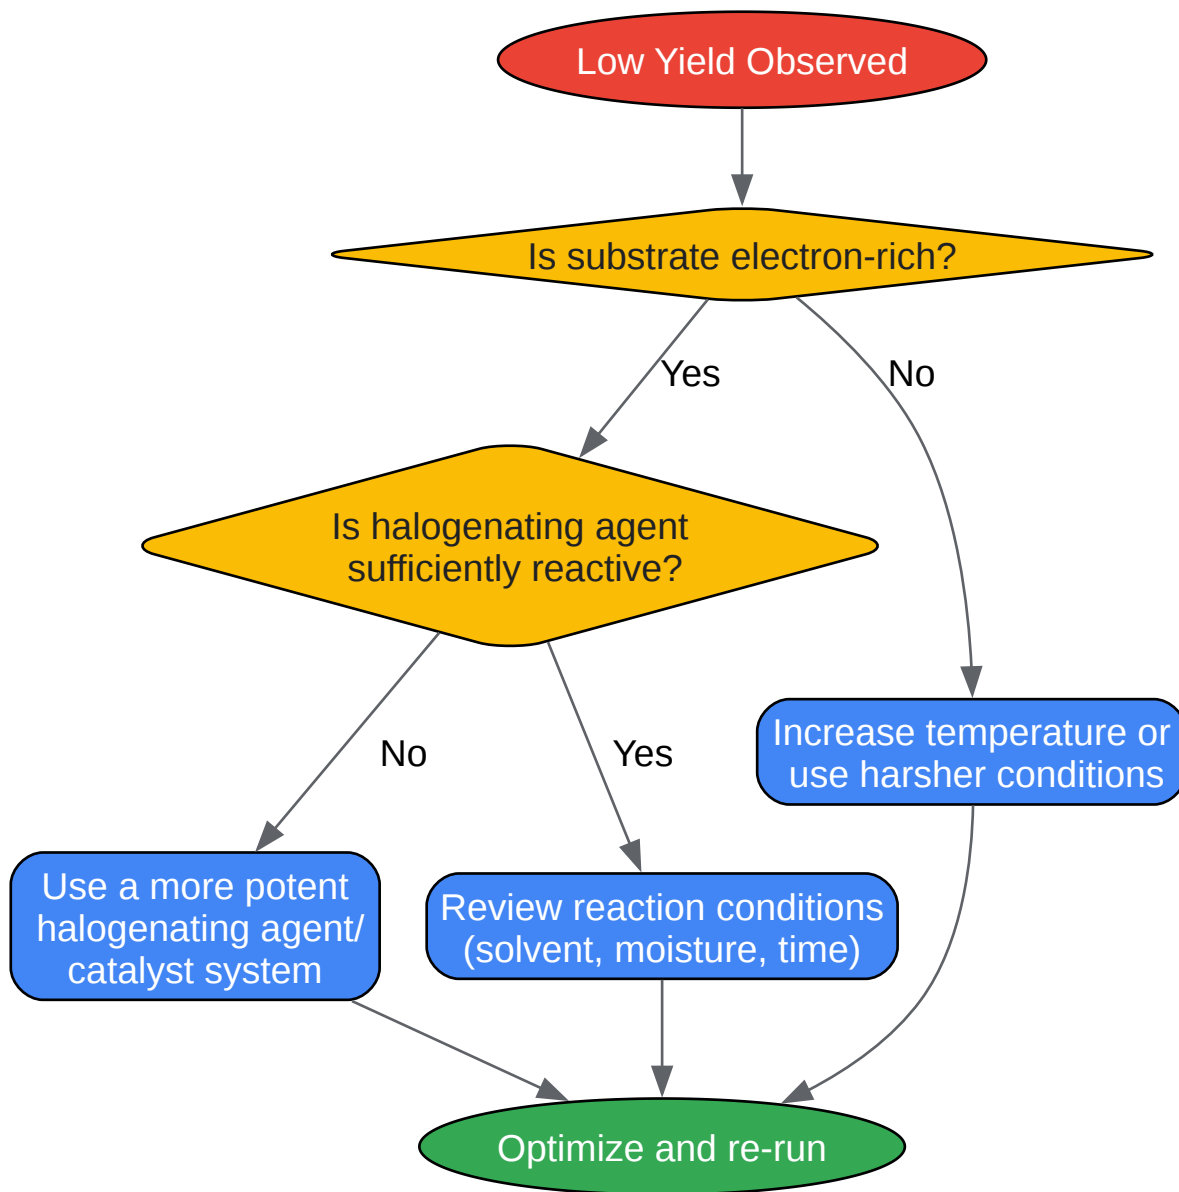 Low Yield Observed
Is substrate electron-rich?
Yes
No
Is halogenating agent
sufficiently reactive?
No
Yes
Increase temperature or
use harsher conditions
Use a more potent
halogenating agent/
catalyst system
Review reaction conditions
(solvent, moisture, time)
Optimize and re-run